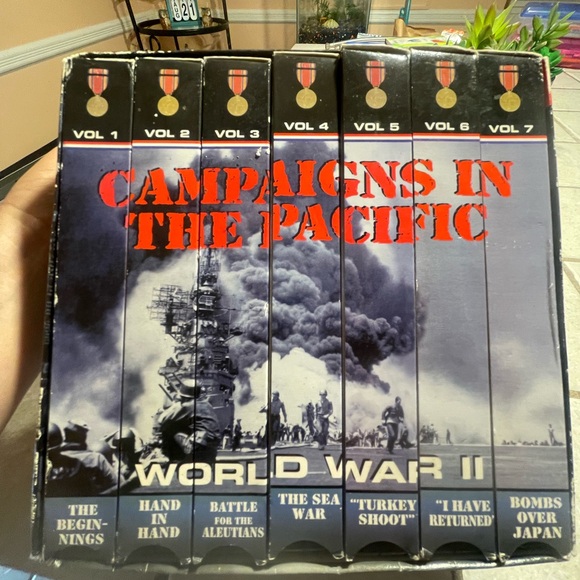 VOL 1 VOL 2 VOL 3 VOL 4 VOL 5 VOL 6 VOL 7
CAMPAIGNS IN
THE PACIFIC
WORLD WAR II
THE
BEGIN-
NINGS
HAND
IN
HAND
BATTLE
FOR THE
ALEUTIANS
THE SEA
WAR
"TURKEY
SHOOT"
"I HAVE
RETURNED"
BOMBS
OVER
JAPAN